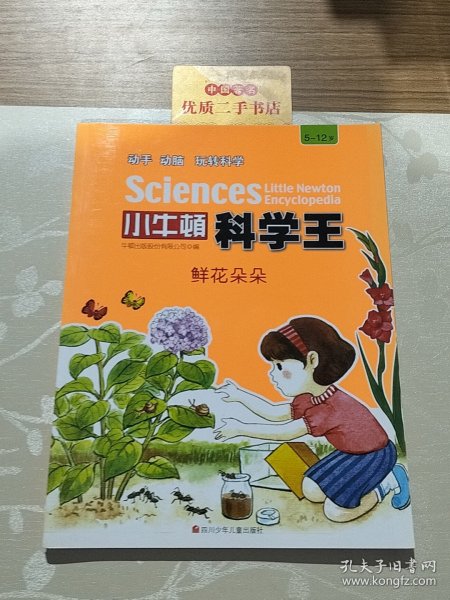 中国著名
优质二手书店
5-12岁
动手 动脑 玩转科学
Sciences Little Newton
Encyclopedia
小牛頓 科学王
牛顿出版股份有限公司◎编
鲜花朵朵
四川少年儿童出版社
孔夫子旧书网
www.kongfz.com